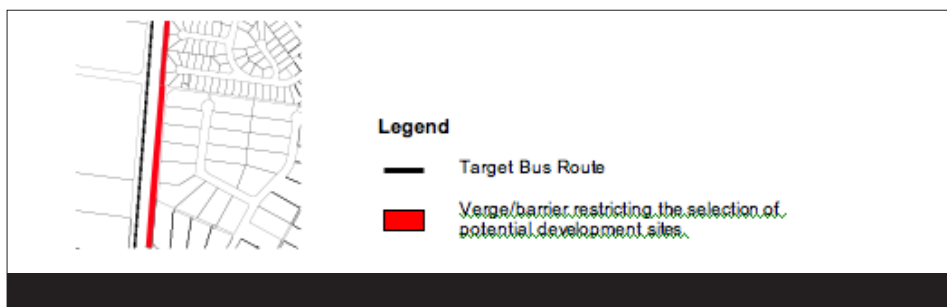 Legend
Target Bus Route
Verge/barrier restricting the selection of
potential development sites.